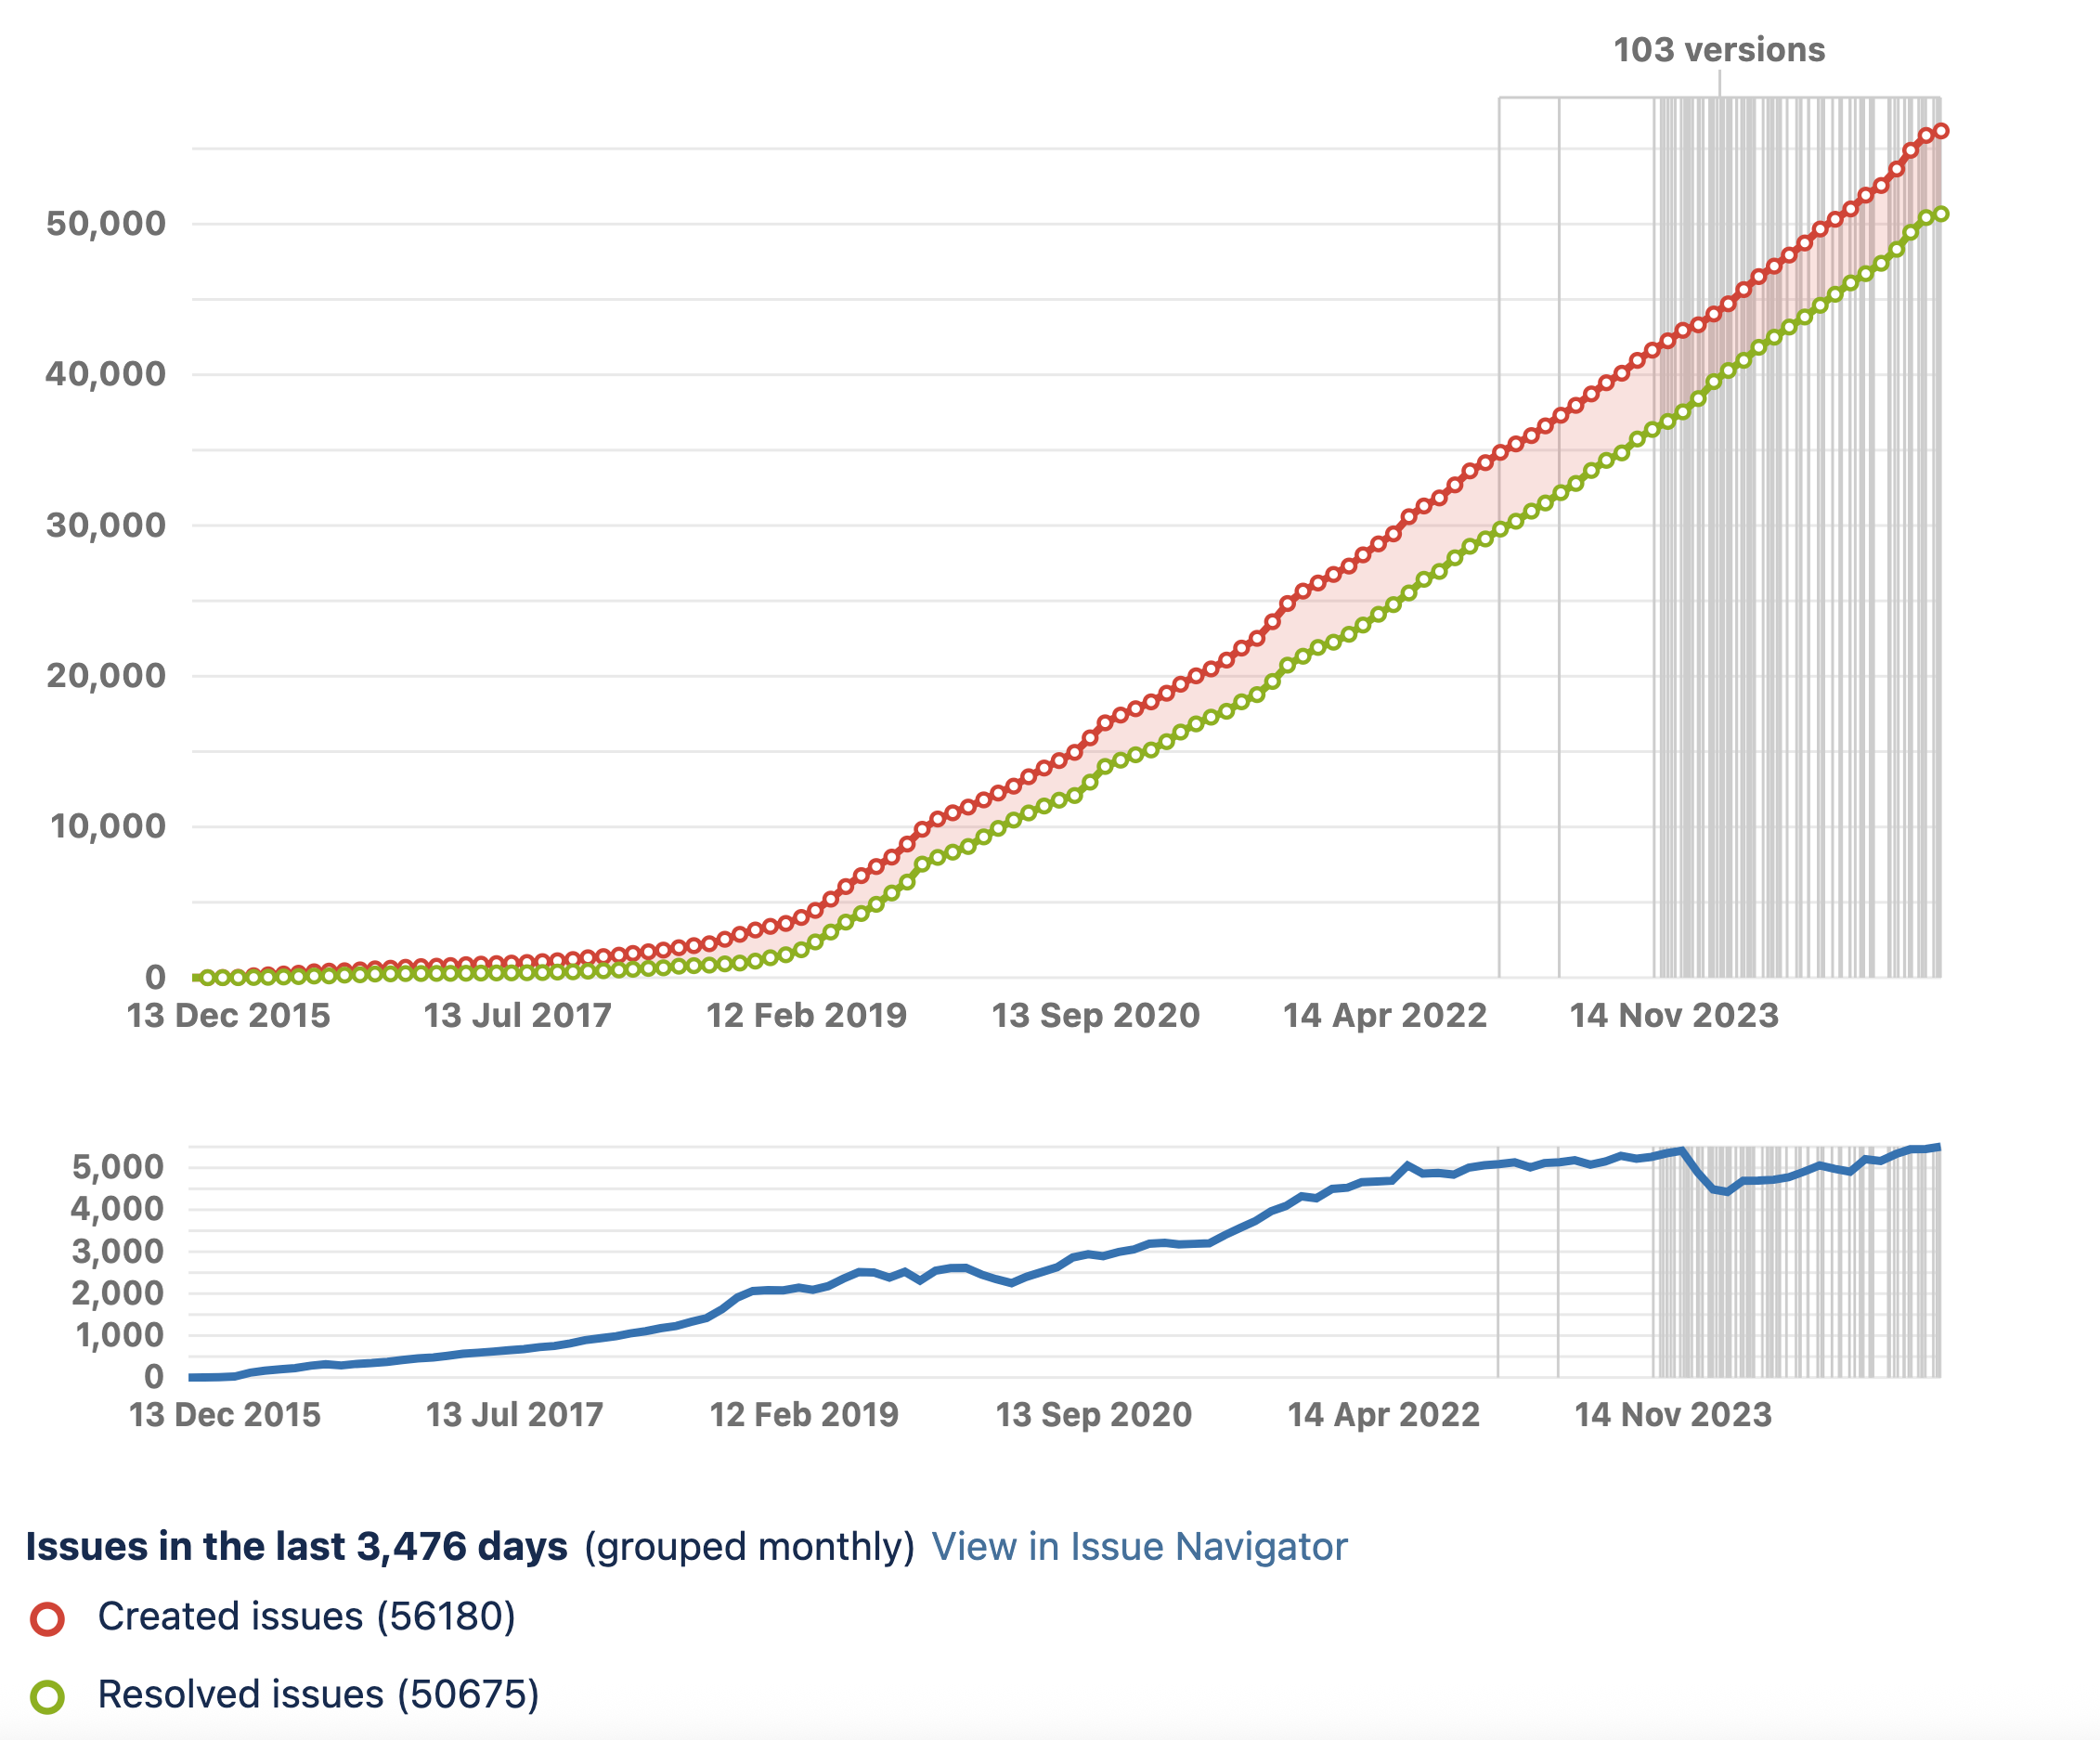 103 versions
50,000
40,000
30,000
20,000
10,000
0
13 Dec 2015 13 Jul 2017 12 Feb 2019 13 Sep 2020 14 Apr 2022 14 Nov 2023
5,000
4,000
3,000
2,000
1,000
0
13 Dec 2015 13 Jul 2017 12 Feb 2019 13 Sep 2020 14 Apr 2022 14 Nov 2023
Issues in the last 3,476 days (grouped monthly) View in Issue Navigator
Created issues (56180)
Resolved issues (50675)